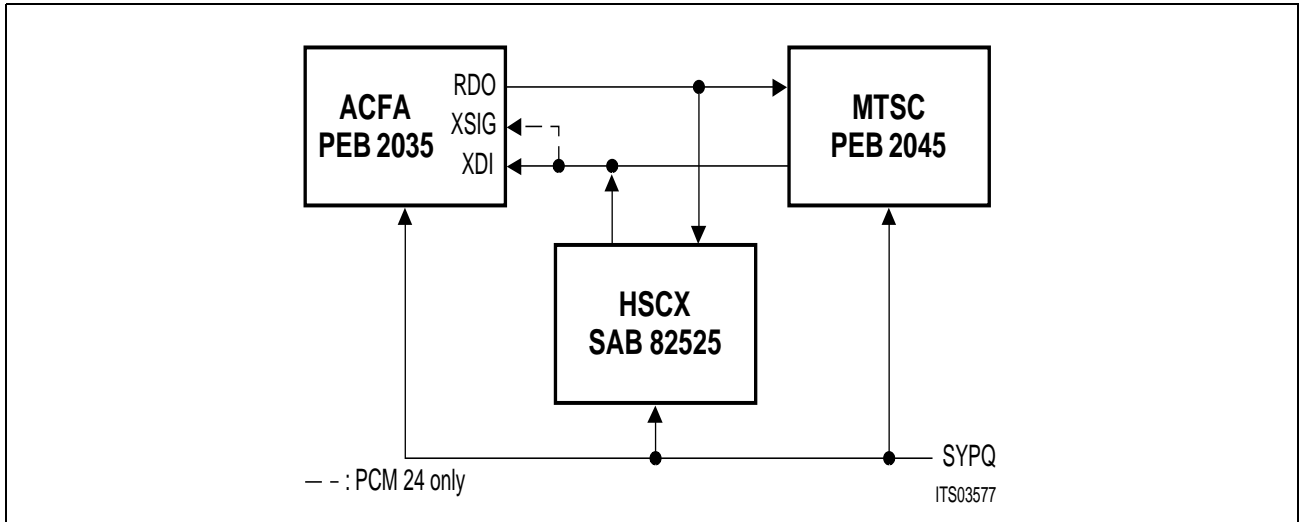 ACFA
PEB 2035
RDO
XSIG
XDI
MTSC
PEB 2045
HSCX
SAB 82525
SYPQ
— – : PCM 24 only
ITS03577